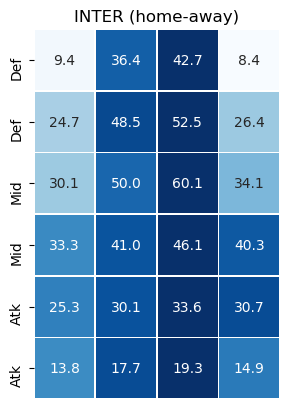 INTER (home-away)
Def 9.4 36.4 42.7 8.4
Def 24.7 48.5 52.5 26.4
Mid 30.1 50.0 60.1 34.1
Mid 33.3 41.0 46.1 40.3
Atk 25.3 30.1 33.6 30.7
Atk 13.8 17.7 19.3 14.9